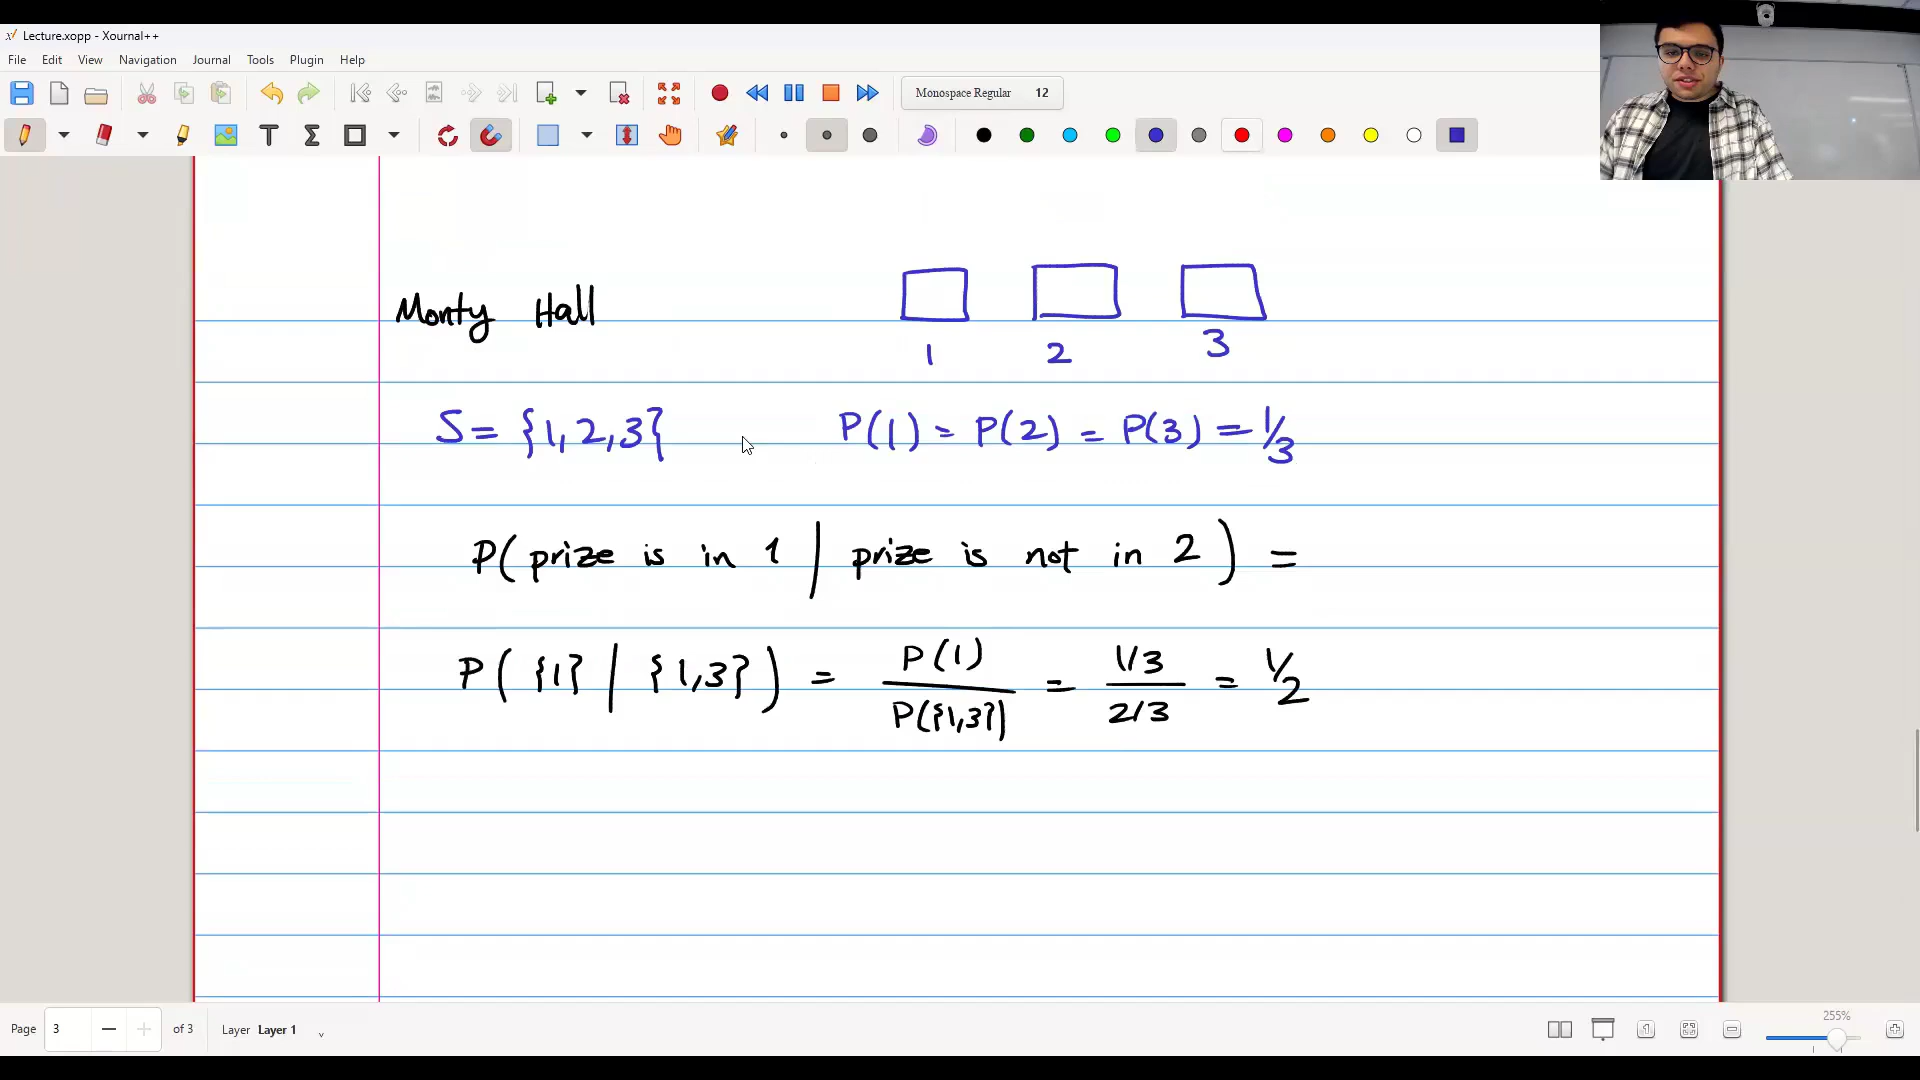 Lecture.xopp - Xournal++
File Edit View Navigation Journal Tools Plugin Help
Monospace Regular 12
Monty Hall
1 2 3
S = {1,2,3} P(1) = P(2) = P(3) = 1/3
P( prize is in 1 | prize is not in 2 ) =
P( {1} | {1,3} ) = P(1) / P({1,3}) = 1/3 / 2/3 = 1/2
Page 3 of 3 Layer Layer 1 255%